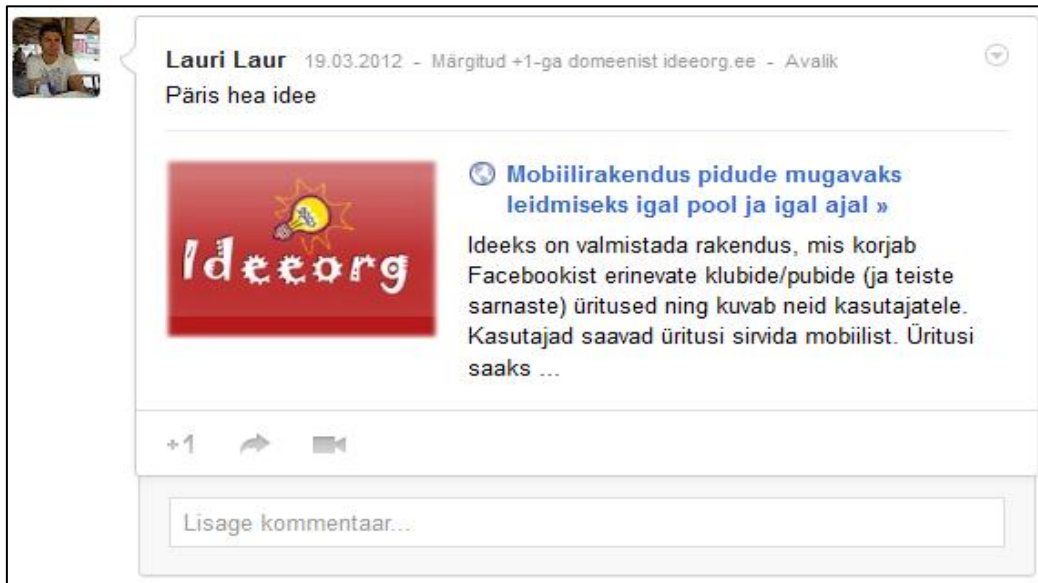 Lauri Laur 19.03.2012 - Märgitud +1-ga domeenist ideeorg.ee - Avalik
Päris hea idee
Ideeorg
Mobiilirakendus pidude mugavaks
leidmiseks igal pool ja igal ajal »
Ideeks on valmistada rakendus, mis korjab
Facebookist erinevate klubide/pubide (ja teiste
sarnaste) üritused ning kuvab neid kasutajatele.
Kasutajad saavad üritusi sirvida mobiilist. Üritusi
saaks ...
+1
Lisage kommentaar...